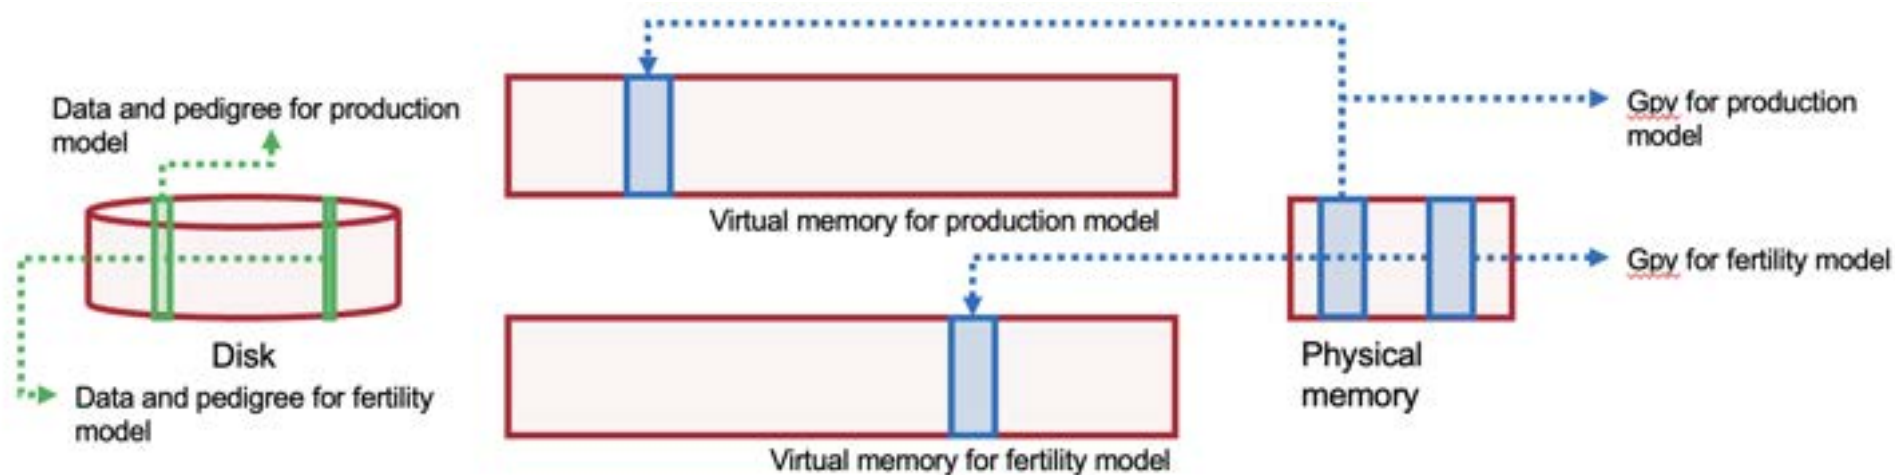 Data and pedigree for production
model
Disk
Data and pedigree for fertility
model
Virtual memory for production model
Virtual memory for fertility model
Gpy for production
model
Gpy for fertility model
Physical
memory